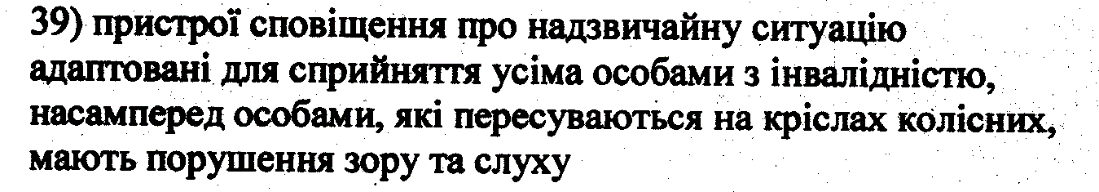 39) пристрої сповіщення про надзвичайну ситуацію
адаптовані для сприйняття усіма особами з інвалідністю,
насамперед особами, які пересуваються на кріслах колісних,
мають порушення зору та слуху